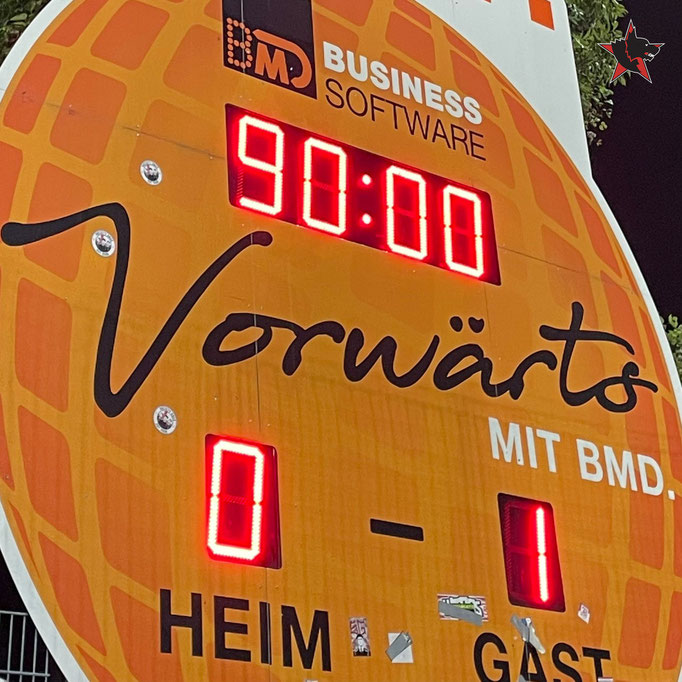 BMD
BUSINESS
SOFTWARE
90:00
Vorwärts
MIT BMD.
0 - 1
HEIM
GAST